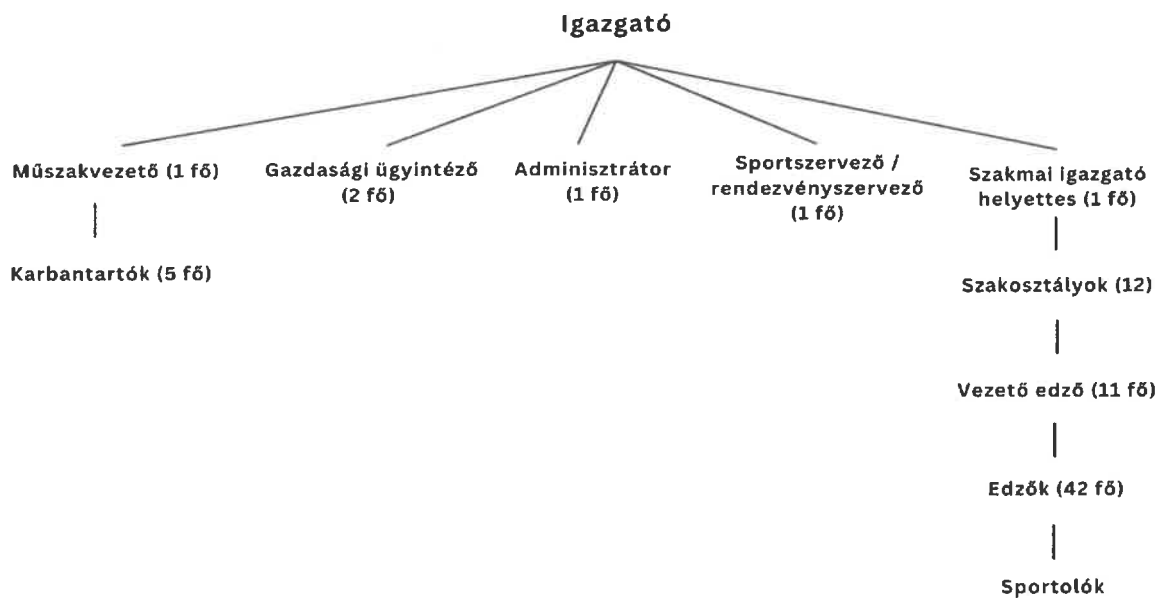 Igazgató
Műszakvezető (1 fő)
Gazdasági ügyintéző
(2 fő)
Adminisztrátor
(1 fő)
Sportszervező /
rendezvényszervező
(1 fő)
Szakmai igazgató
helyettes (1 fő)
Karbantartók (5 fő)
Szakosztályok (12)
Vezető edző (11 fő)
Edzők (42 fő)
Sportolók